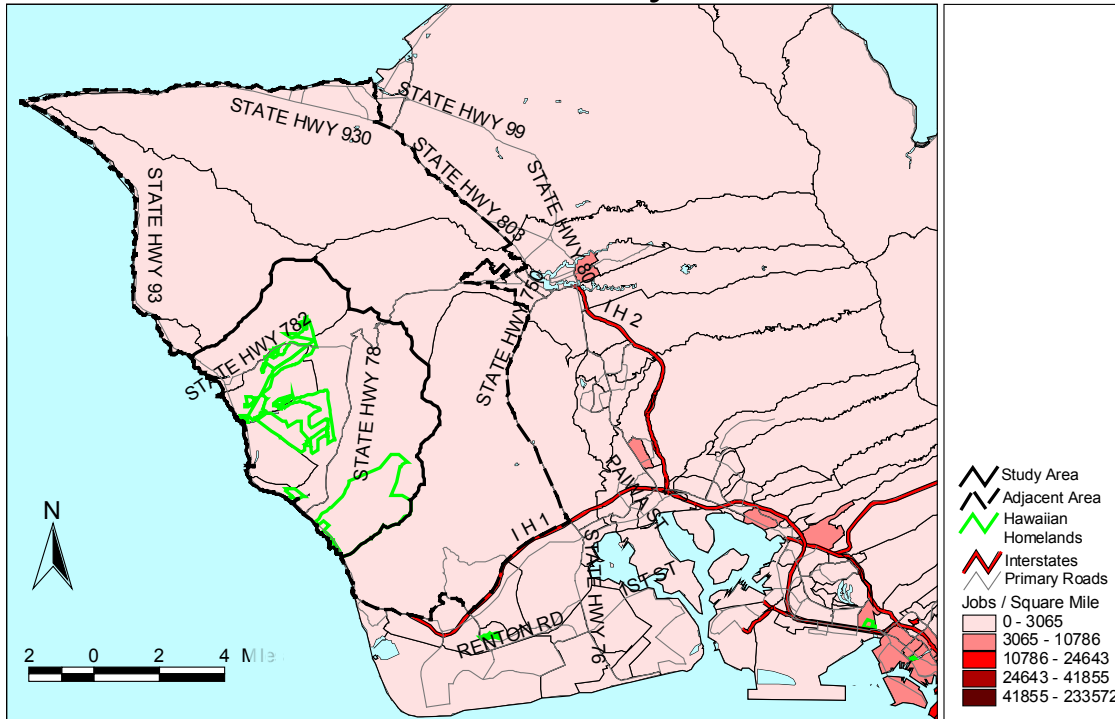 STATE HWY 930
STATE HWY 99
STATE HWY 803
STATE HWY 80
STATE HWY 93
STATE HWY 750
I H 2
STATE HWY 782
STATE HWY 78
PAIWA ST
I H 1
STATE HWY 76
1ST ST
RENTON RD
N
2 0 2 4
Study Area
Adjacent Area
Hawaiian
Homelands
Interstates
Primary Roads
Jobs / Square Mile
0 - 3065
3065 - 10786
10786 - 24643
24643 - 41855
41855 - 233572